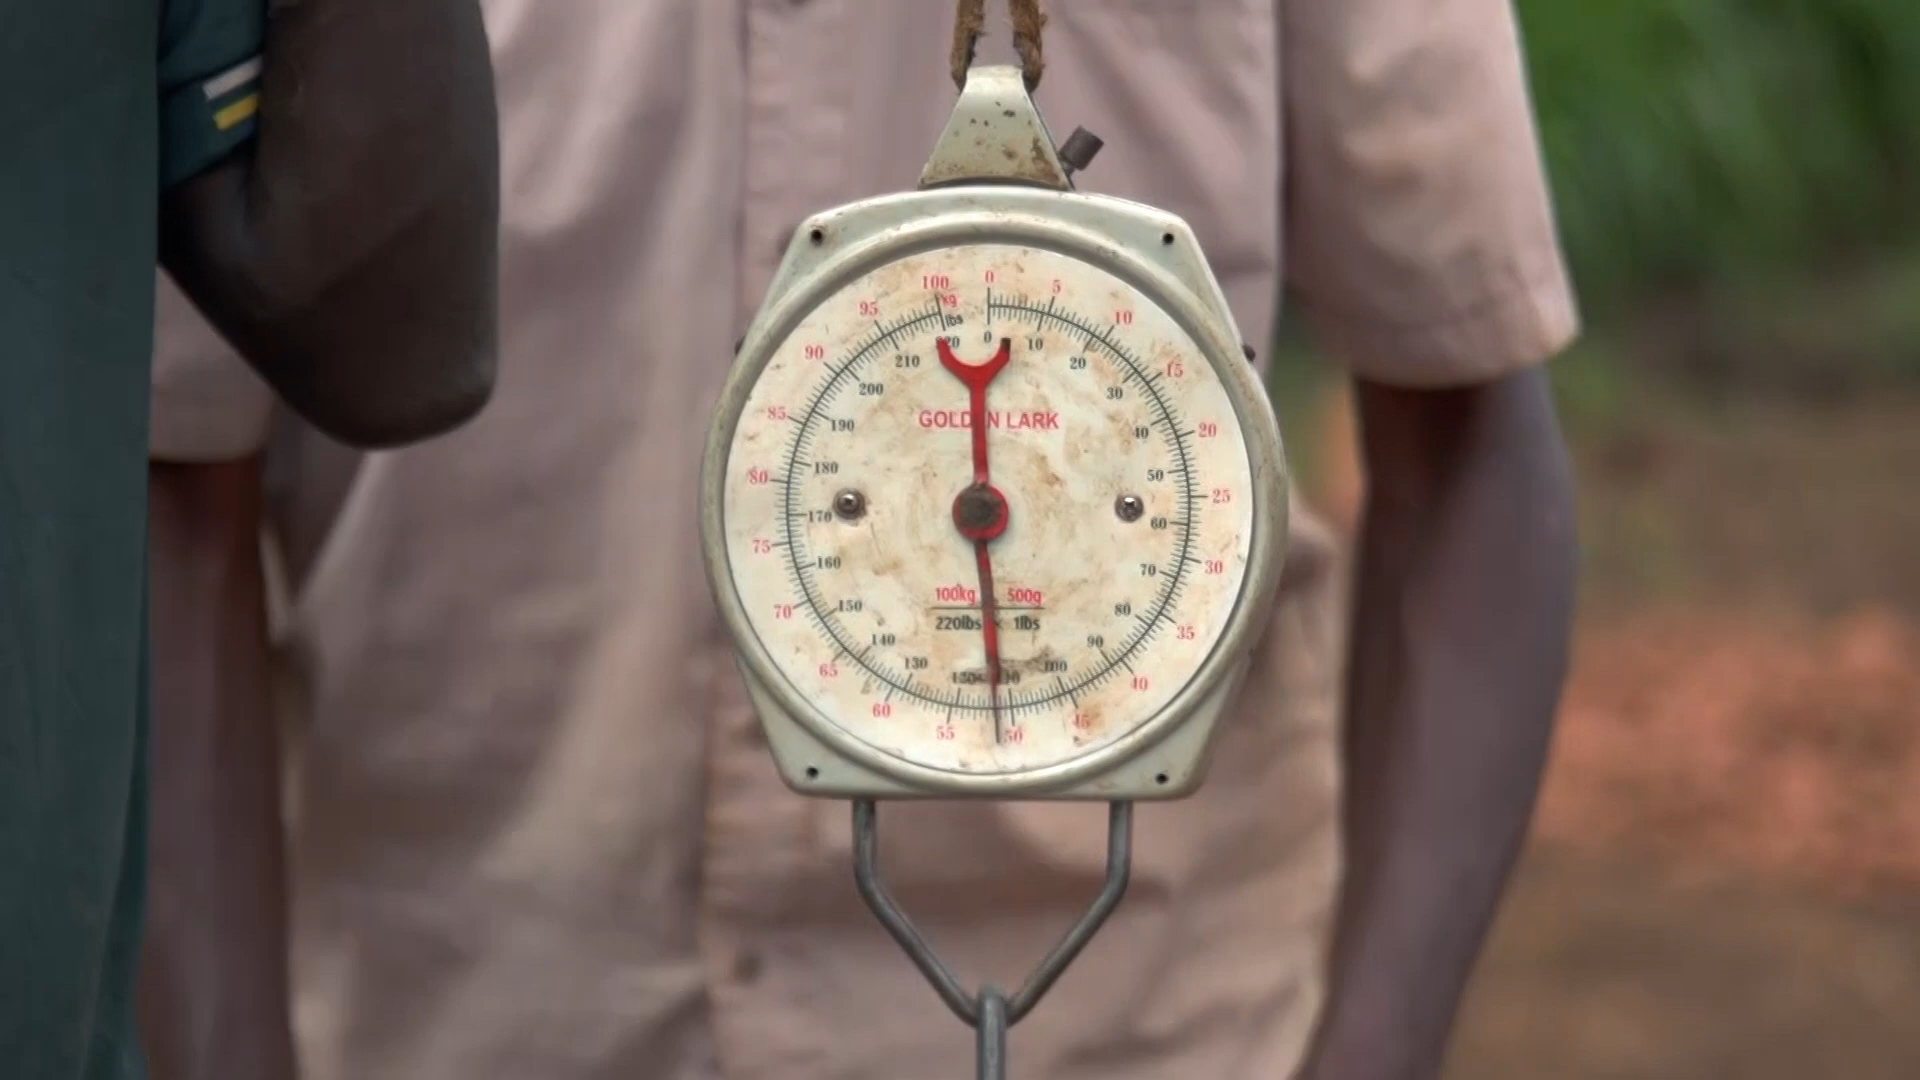 100 0 5 10 15 20 25 30 35 40 45 50 55 60 65 70 75 80 85 90 95
kg
lbs
0 10 20 30 40 50 60 70 80 90 100
130 140 150 160 170 180 190 200 210
GOLDEN LARK
100kg 500g
220lbs × 1lbs